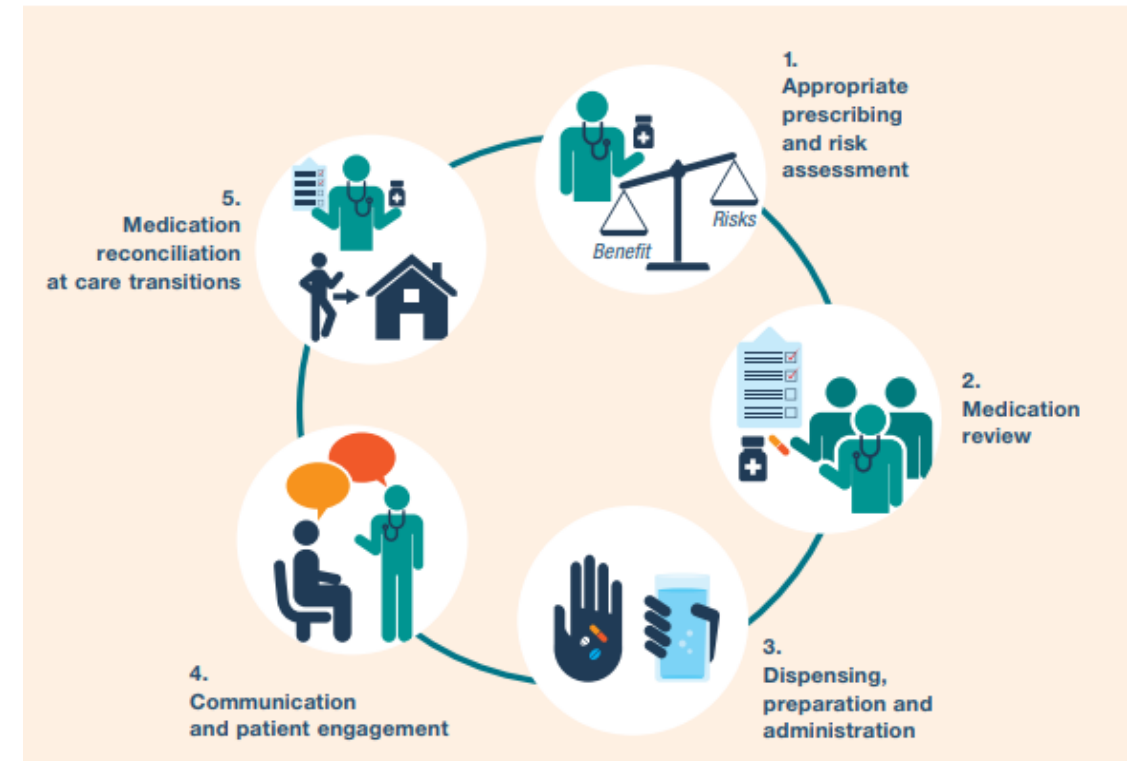 1.
Appropriate
prescribing
and risk
assessment
Risks
Benefit
2.
Medication
review
3.
Dispensing,
preparation and
administration
4.
Communication
and patient engagement
5.
Medication
reconciliation
at care transitions